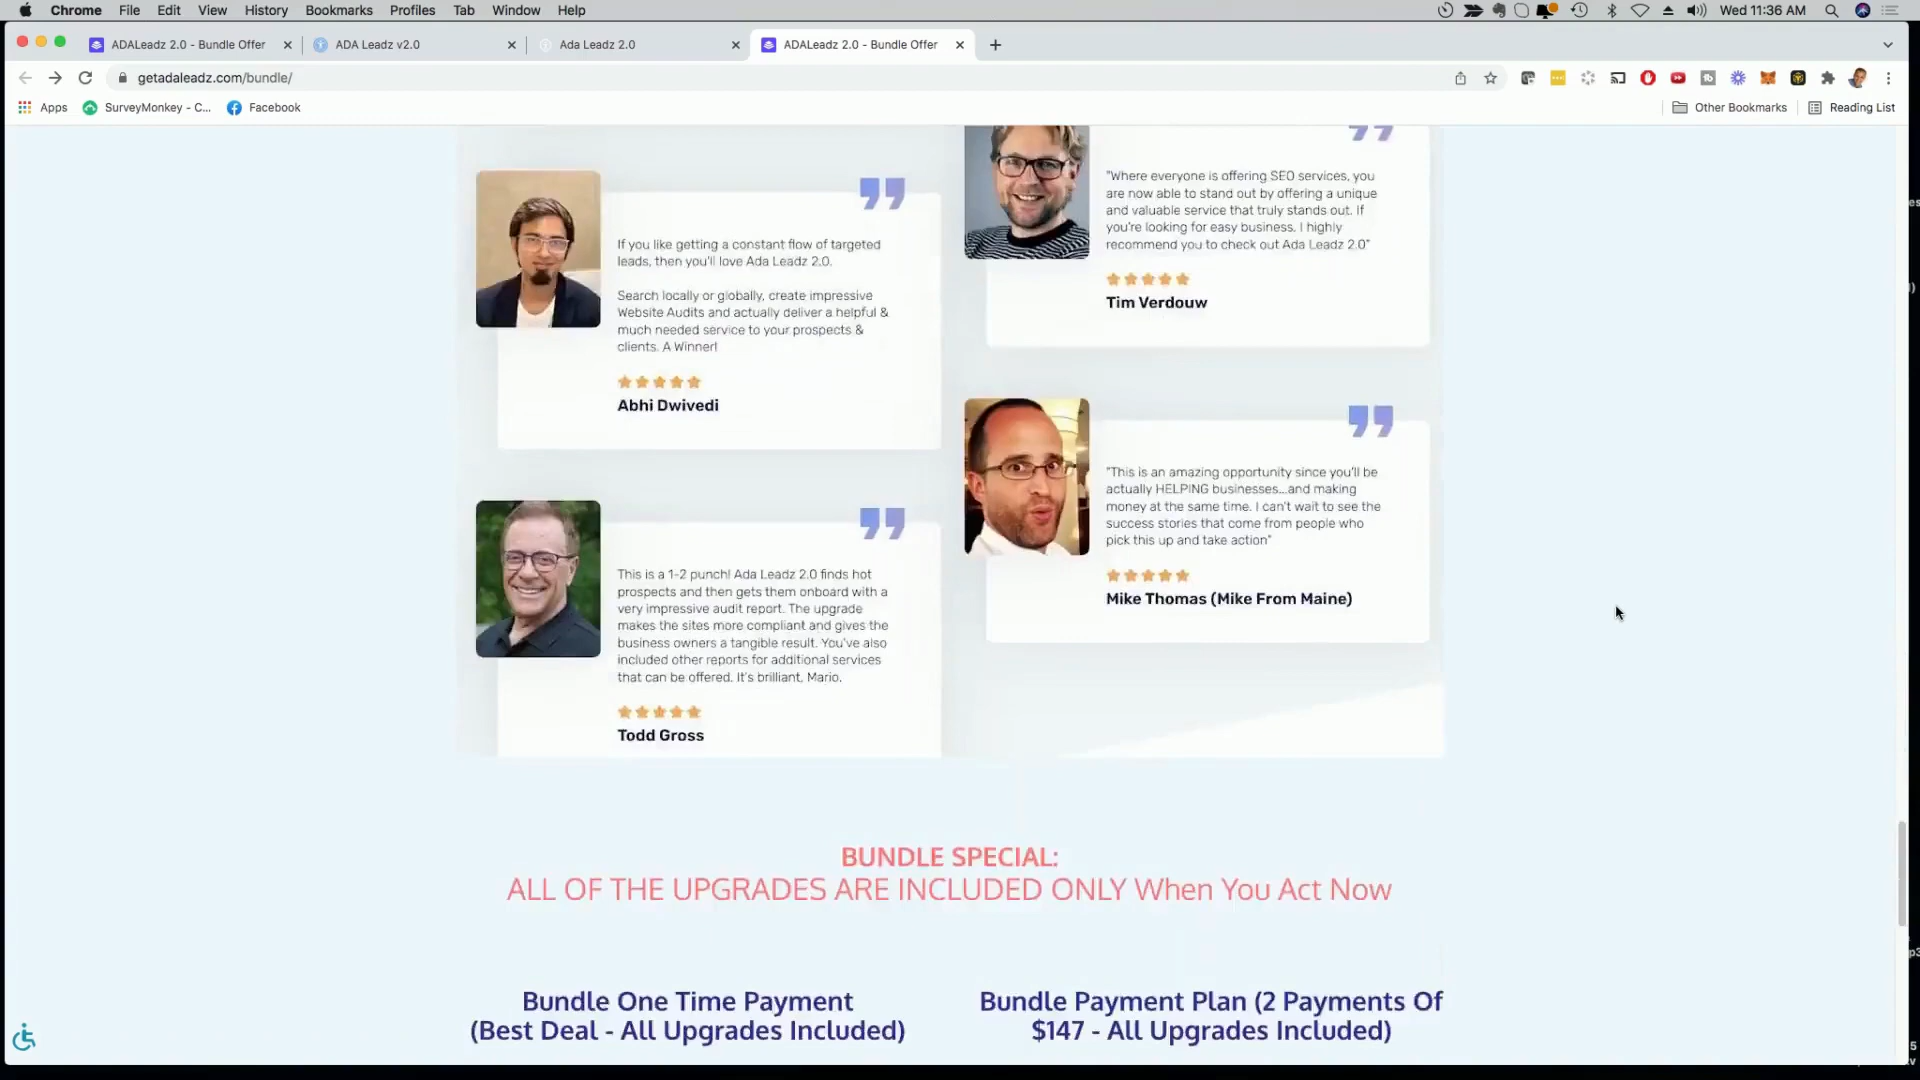 Chrome File Edit View History Bookmarks Profiles Tab Window Help
Wed 11:36 AM
ADALeadz 2.0 - Bundle Offer
ADA Leadz v2.0
Ada Leadz 2.0
ADALeadz 2.0 - Bundle Offer
getadaleadz.com/bundle/
Apps
SurveyMonkey - C...
Facebook
Other Bookmarks
Reading List
If you like getting a constant flow of targeted
leads, then you'll love Ada Leadz 2.0.
Search locally or globally, create impressive
Website Audits and actually deliver a helpful &
much needed service to your prospects &
clients. A Winner!
Abhi Dwivedi
"Where everyone is offering SEO services, you
are now able to stand out by offering a unique
and valuable service that truly stands out. If
you're looking for easy business, I highly
recommend you to check out Ada Leadz 2.0"
Tim Verdouw
This is a 1-2 punch! Ada Leadz 2.0 finds hot
prospects and then gets them onboard with a
very impressive audit report. The upgrade
makes the sites more compliant and gives the
business owners a tangible result. You've also
included other reports for additional services
that can be offered. It's brilliant, Mario.
Todd Gross
"This is an amazing opportunity since you'll be
actually HELPING businesses...and making
money at the same time. I can't wait to see the
success stories that come from people who
pick this up and take action"
Mike Thomas (Mike From Maine)
BUNDLE SPECIAL:
ALL OF THE UPGRADES ARE INCLUDED ONLY When You Act Now
Bundle One Time Payment
(Best Deal - All Upgrades Included)
Bundle Payment Plan (2 Payments Of
$147 - All Upgrades Included)